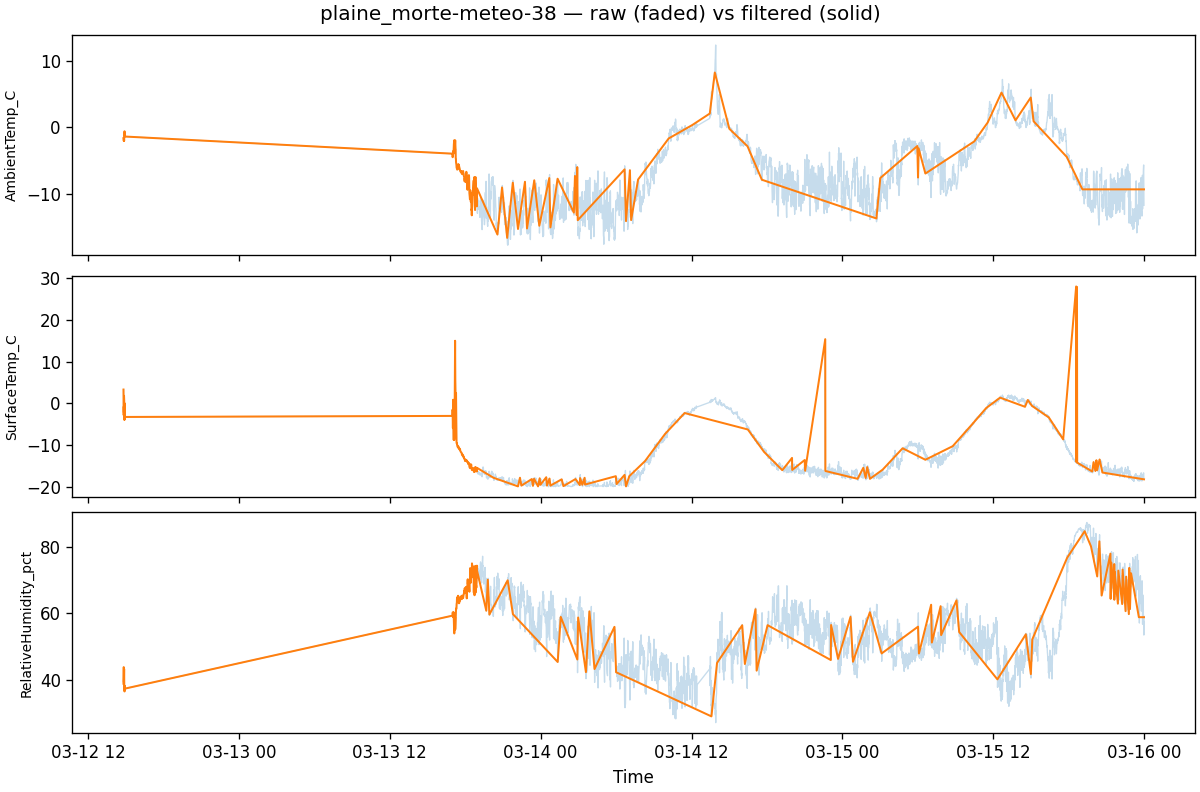 plaine_morte-meteo-38 — raw (faded) vs filtered (solid)
AmbientTemp_C
10
0
−10
SurfaceTemp_C
30
20
10
0
−10
−20
RelativeHumidity_pct
80
60
40
03-12 12 03-13 00 03-13 12 03-14 00 03-14 12 03-15 00 03-15 12 03-16 00
Time